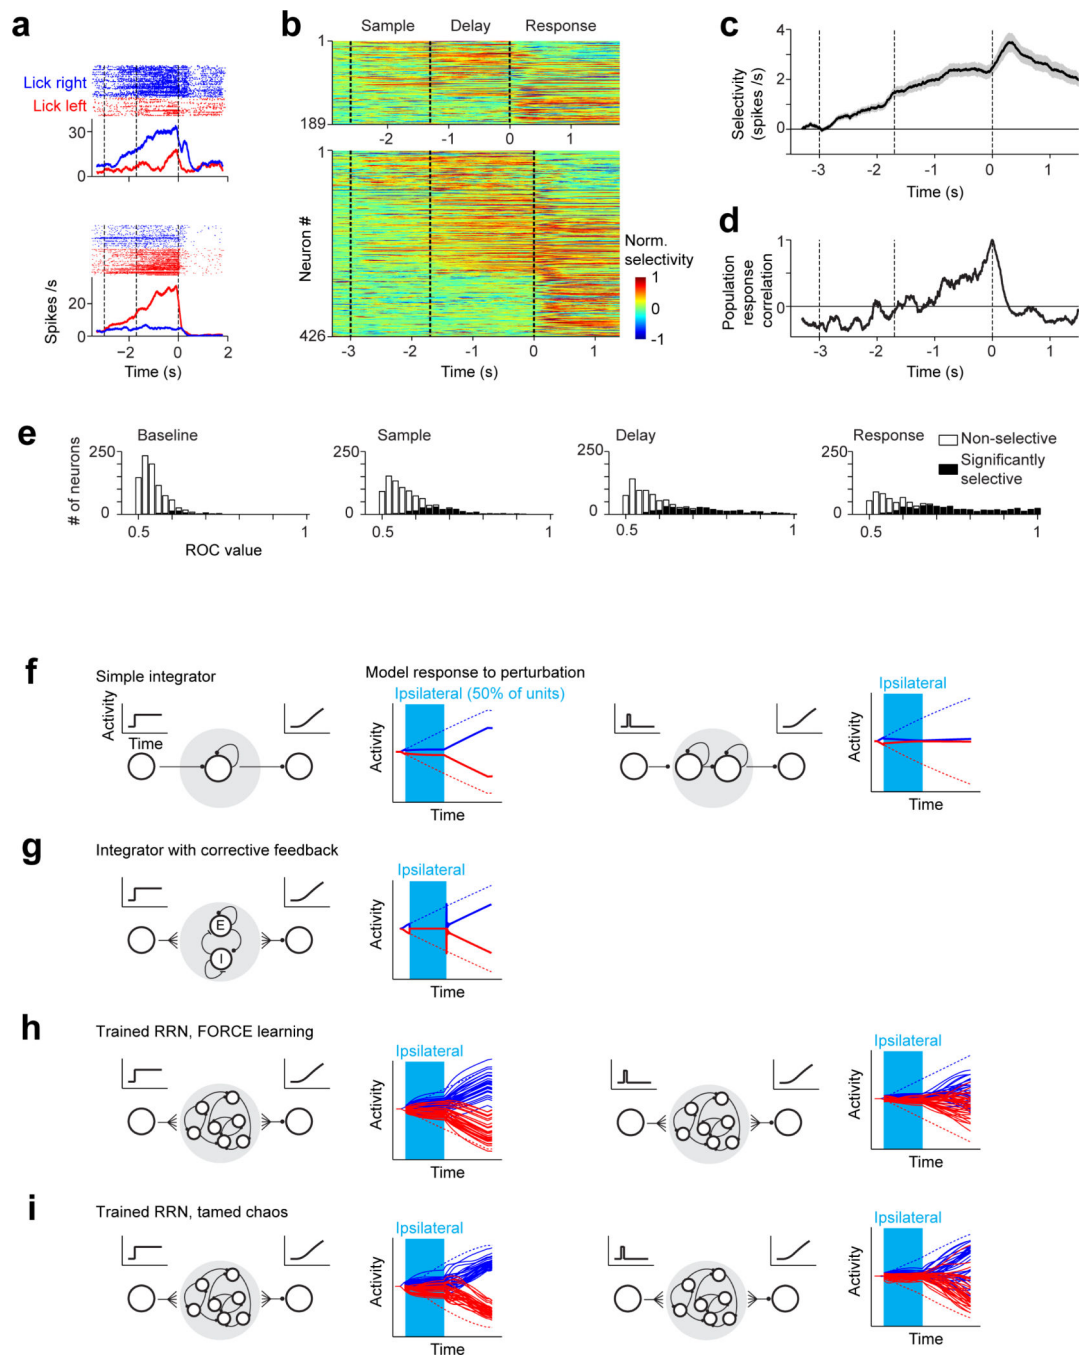 a
Lick right
Lick left
30
0
20
0
Spikes /s
−2
0
2
Time (s)
b
Sample
Delay
Response
1
189
-2
-1
0
1
1
426
Neuron #
-3
-2
-1
0
1
Time (s)
Norm.
selectivity
1
0
-1
c
4
2
0
Selectivity
(spikes /s)
-3
-2
-1
0
1
Time (s)
d
1
0
Population
response
correlation
-3
-2
-1
0
1
Time (s)
e
Baseline
# of neurons
250
0
0.5
1
ROC value
Sample
250
0
0.5
1
Delay
250
0
0.5
1
Response
250
0
0.5
1
Non-selective
Significantly
selective
f
Simple integrator
Activity
Time
Model response to perturbation
Ipsilateral (50% of units)
Activity
Time
Ipsilateral
Activity
Time
g
Integrator with corrective feedback
E
I
Ipsilateral
Activity
Time
h
Trained RRN, FORCE learning
Ipsilateral
Activity
Time
Ipsilateral
Activity
Time
i
Trained RRN, tamed chaos
Ipsilateral
Activity
Time
Ipsilateral
Activity
Time